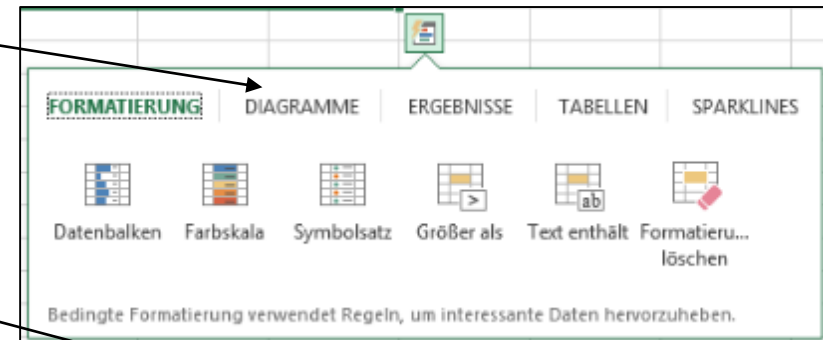 FORMATIERUNG DIAGRAMME ERGEBNISSE TABELLEN SPARKLINES
Datenbalken Farbskala Symbolsatz Größer als Text enthält Formatieru...
löschen
Bedingte Formatierung verwendet Regeln, um interessante Daten hervorzuheben.